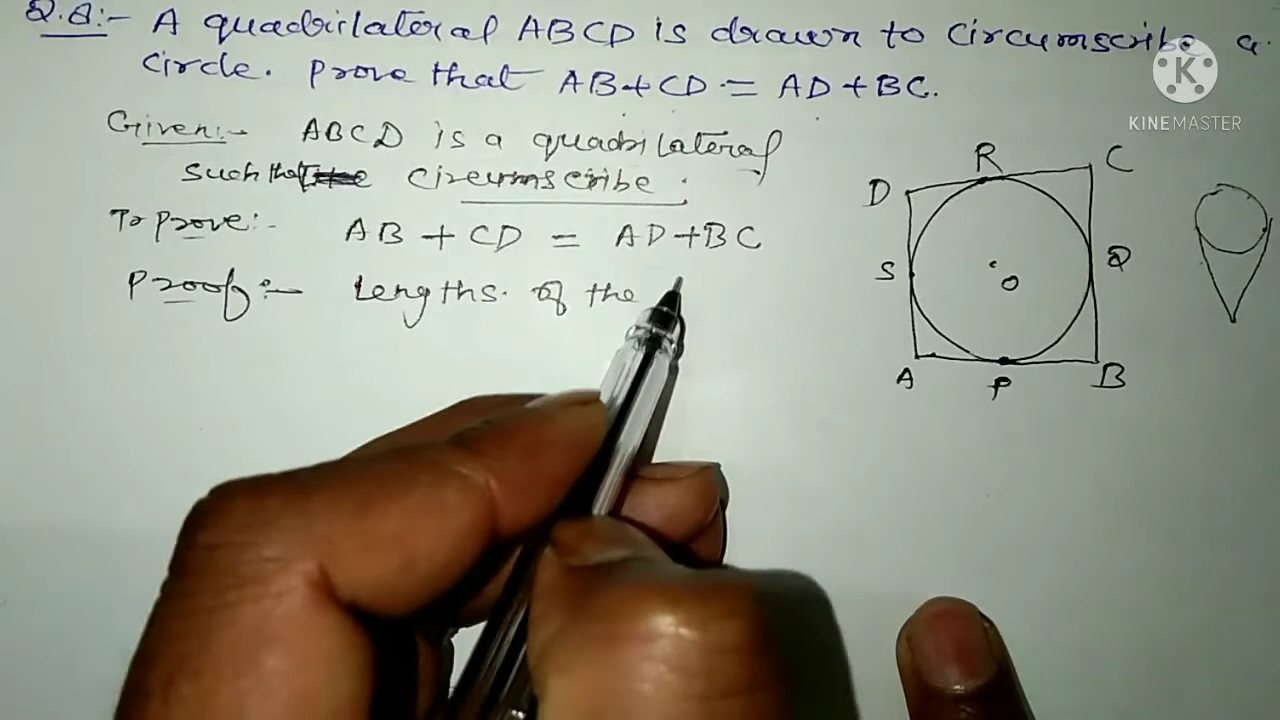 Q.8:- A quadrilateral ABCD is drawn to circumscribe a
circle. prove that AB+CD = AD+BC.
Given:- ABCD is a quadrilateral
such that circumscribe.
To prove:- AB + CD = AD+BC
Proof:- Lengths of the
R
C
D
S
Q
O
A
P
B
K
KINEMASTER